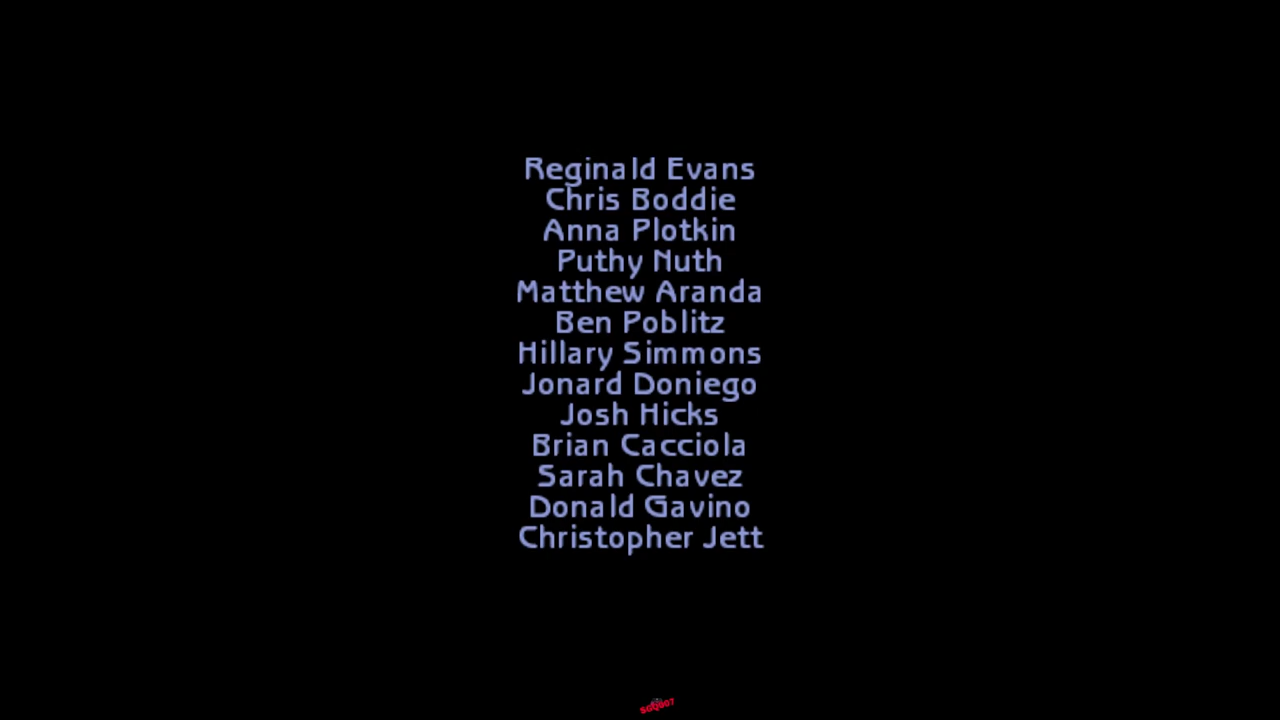 Reginald Evans
Chris Boddie
Anna Plotkin
Puthy Nuth
Matthew Aranda
Ben Poblitz
Hillary Simmons
Jonard Doniego
Josh Hicks
Brian Cacciola
Sarah Chavez
Donald Gavino
Christopher Jett